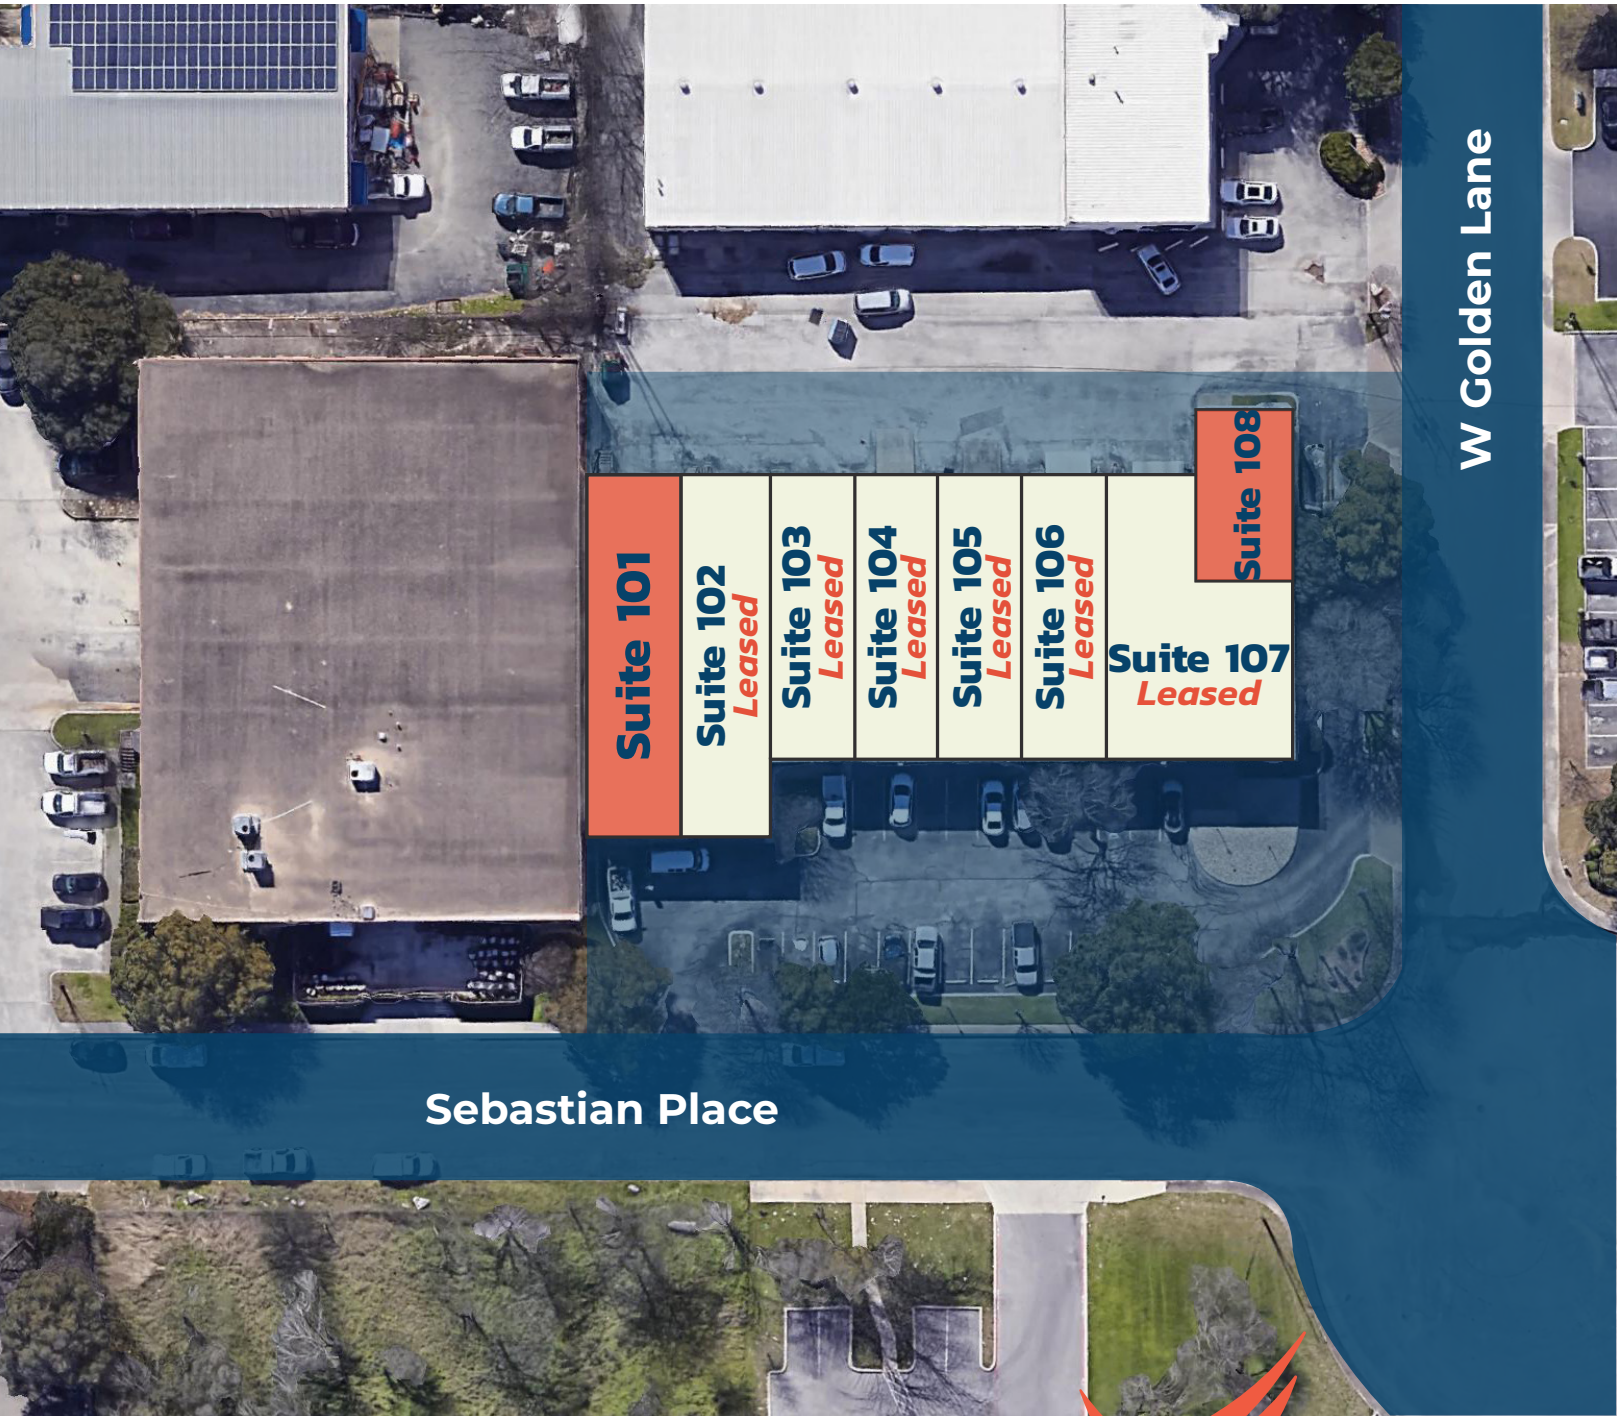 W Golden Lane
Suite 101
Suite 102
Leased
Suite 103
Leased
Suite 104
Leased
Suite 105
Leased
Suite 106
Leased
Suite 107
Leased
Suite 108
Sebastian Place